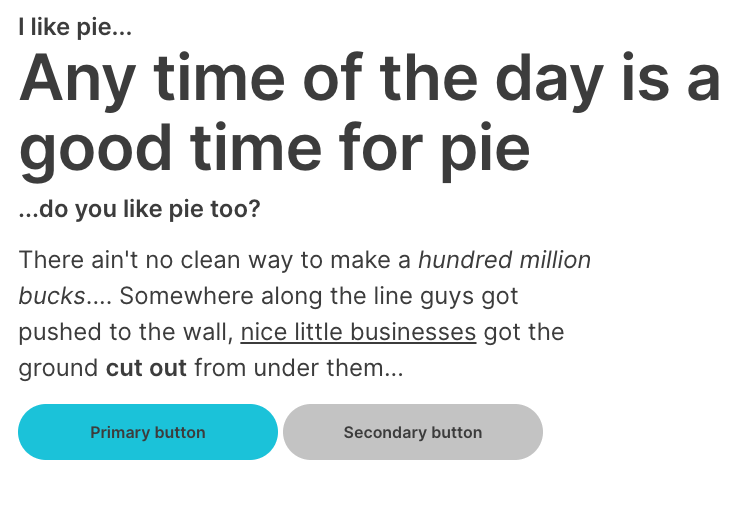 I like pie...
Any time of the day is a
good time for pie
...do you like pie too?
There ain't no clean way to make a hundred million
bucks.... Somewhere along the line guys got
pushed to the wall, nice little businesses got the
ground cut out from under them...
Primary button
Secondary button